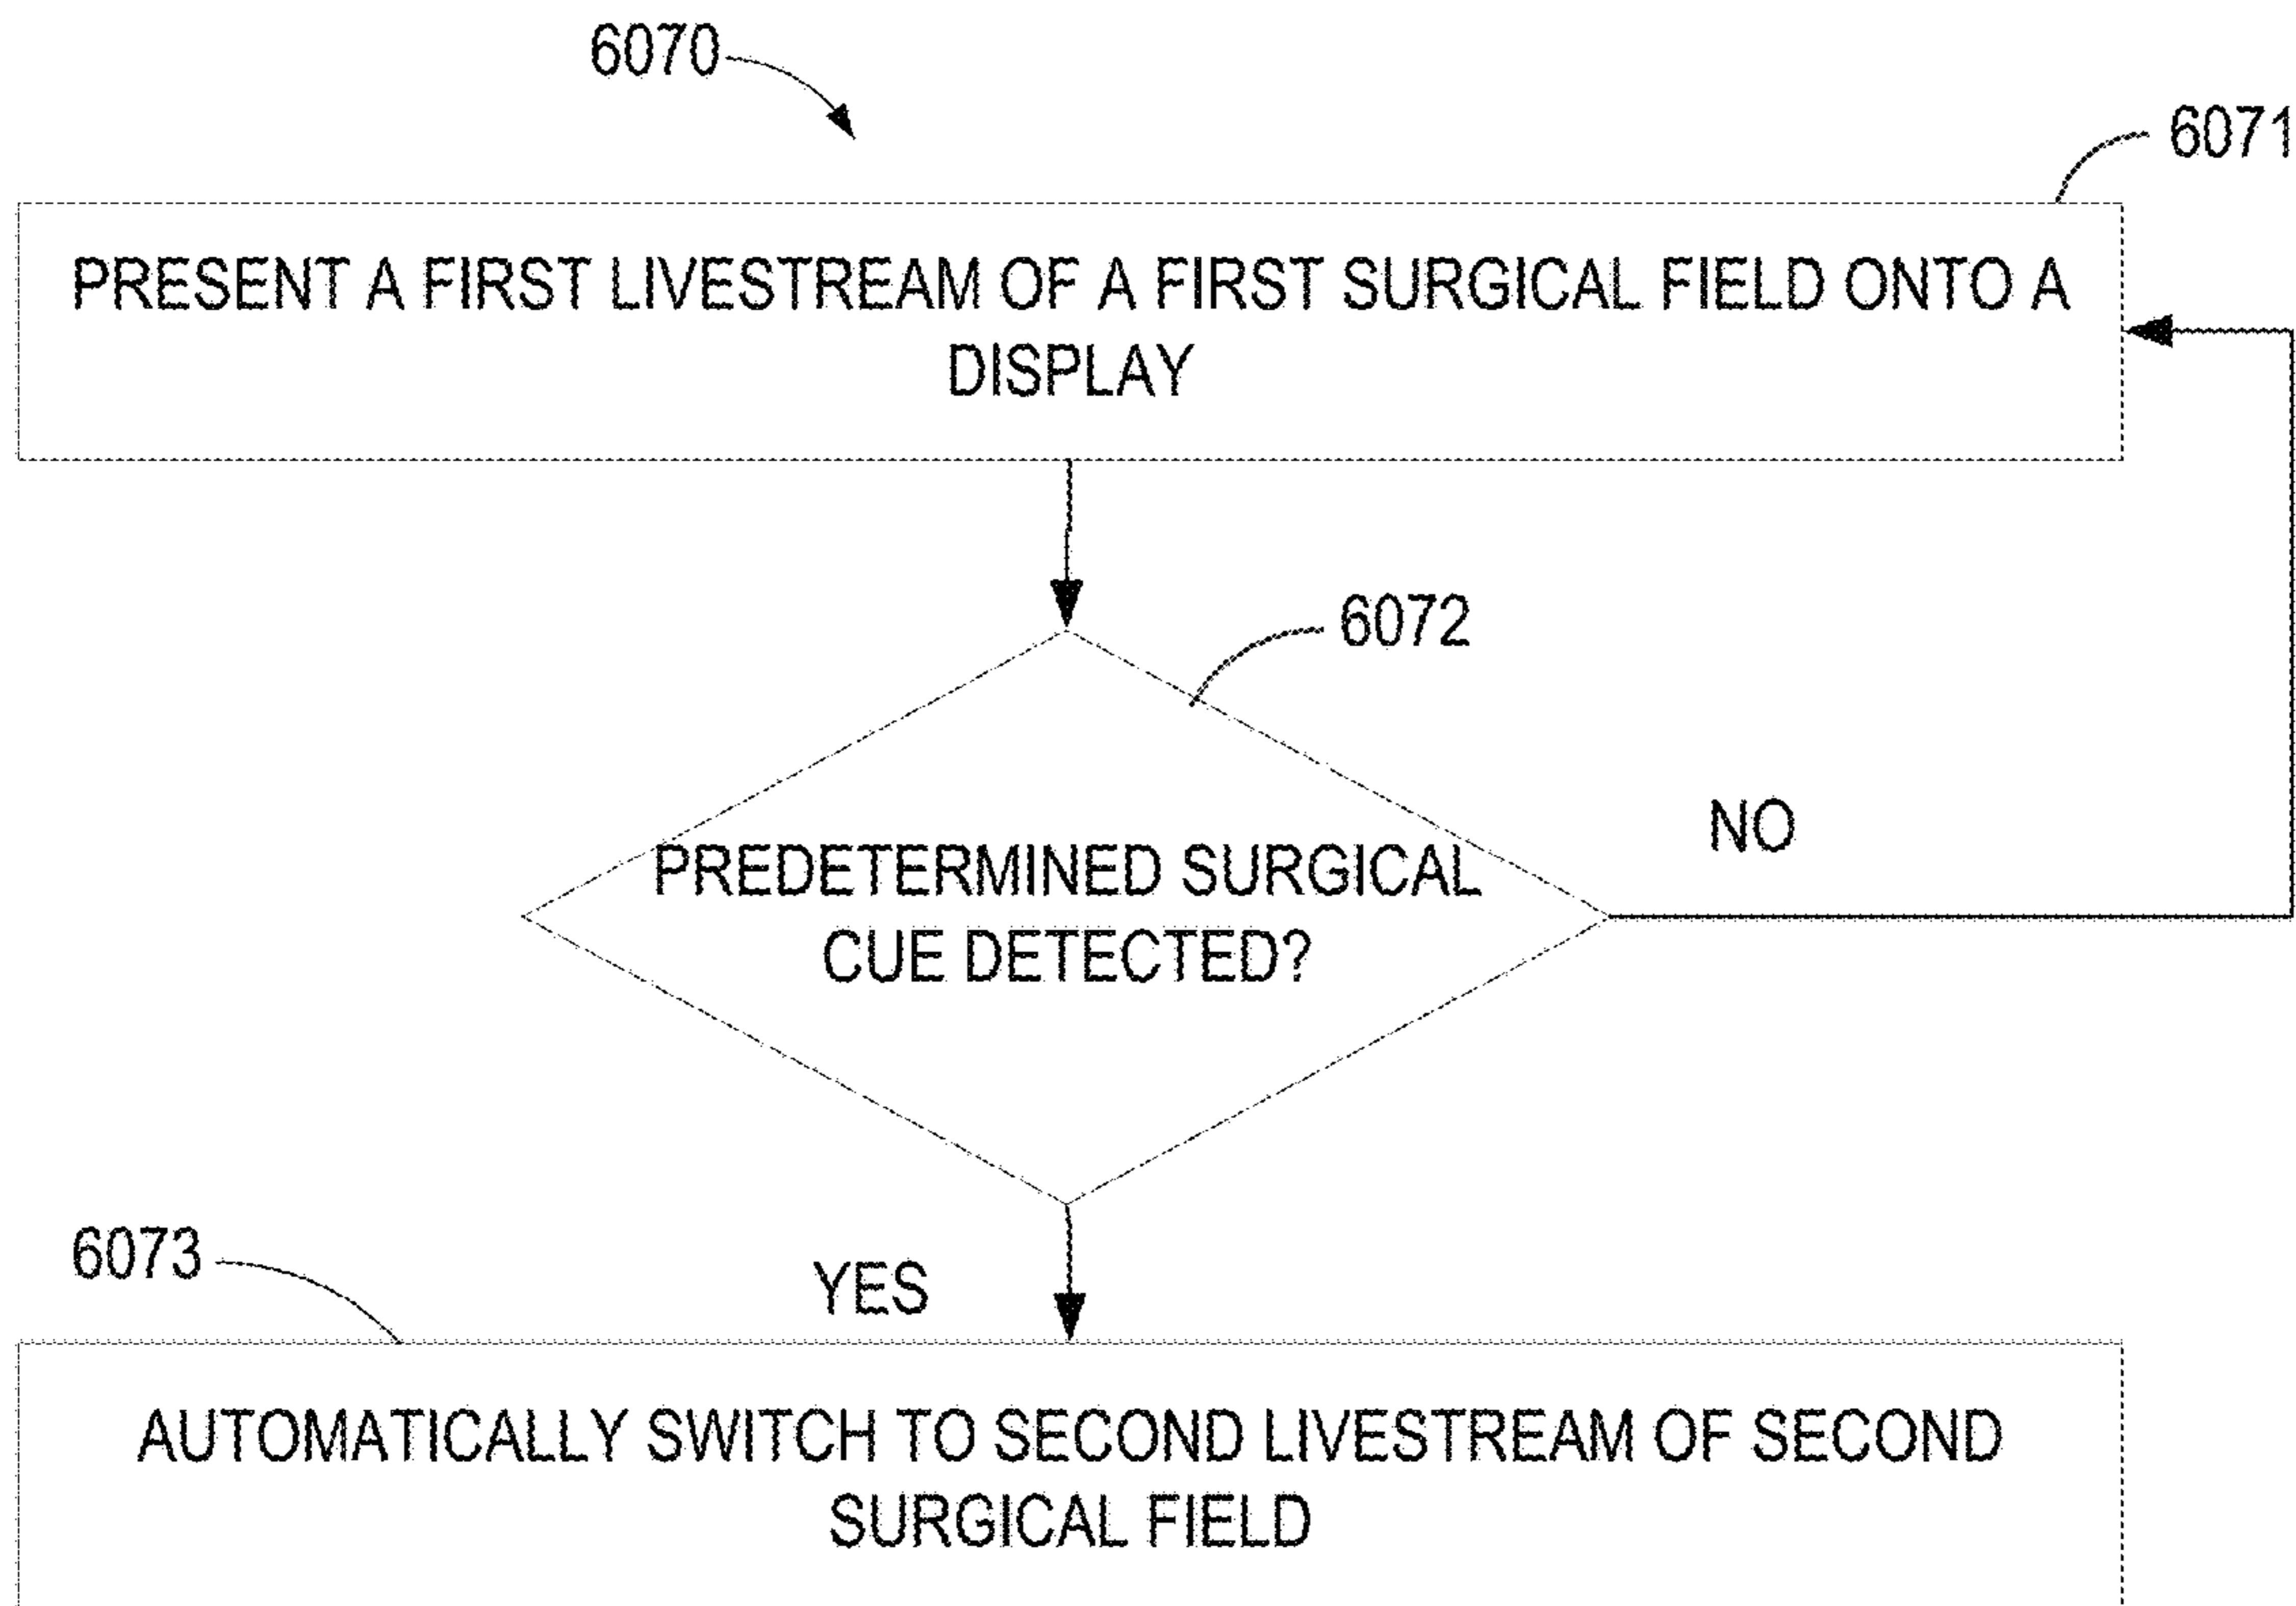 6070
6071
PRESENT A FIRST LIVESTREAM OF A FIRST SURGICAL FIELD ONTO A
DISPLAY
6072
NO
PREDETERMINED SURGICAL
CUE DETECTED?
6073
YES
AUTOMATICALLY SWITCH TO SECOND LIVESTREAM OF SECOND
SURGICAL FIELD